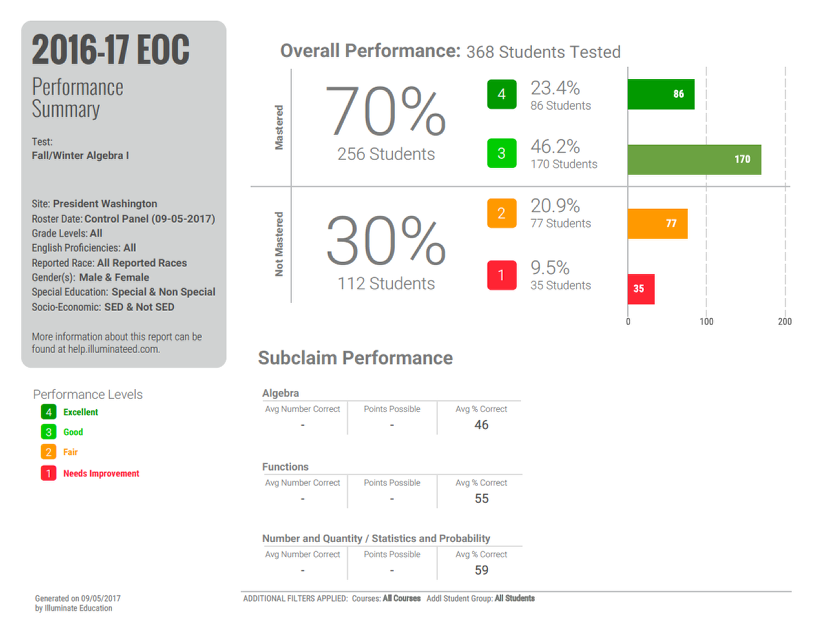 2016-17 EOC
Performance
Summary
Test:
Fall/Winter Algebra I
Site: President Washington
Roster Date: Control Panel (09-05-2017)
Grade Levels: All
English Proficiencies: All
Reported Race: All Reported Races
Gender(s): Male & Female
Special Education: Special & Non Special
Socio-Economic: SED & Not SED
More information about this report can be
found at help.illuminateed.com.
Performance Levels
4 Excellent
3 Good
2 Fair
1 Needs Improvement
Overall Performance: 368 Students Tested
Mastered
70%
256 Students
4 23.4%
86 Students
86
3 46.2%
170 Students
170
Not Mastered
30%
112 Students
2 20.9%
77 Students
77
1 9.5%
35 Students
35
0 100 200
Subclaim Performance
Algebra
Avg Number Correct Points Possible Avg % Correct
- - 46
Functions
Avg Number Correct Points Possible Avg % Correct
- - 55
Number and Quantity / Statistics and Probability
Avg Number Correct Points Possible Avg % Correct
- - 59
Generated on 09/05/2017
by Illuminate Education
ADDITIONAL FILTERS APPLIED: Courses: All Courses Addl Student Group: All Students